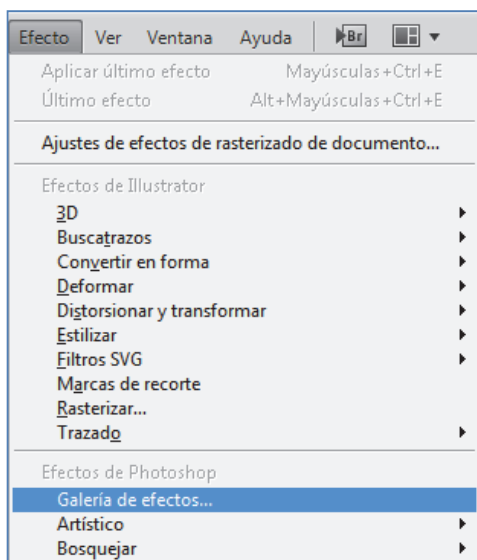 Efecto Ver Ventana Ayuda Br
Aplicar último efecto Mayúsculas+Ctrl+E
Último efecto Alt+Mayúsculas+Ctrl+E
Ajustes de efectos de rasterizado de documento...
Efectos de Illustrator
3D
Buscatrazos
Convertir en forma
Deformar
Distorsionar y transformar
Estilizar
Filtros SVG
Marcas de recorte
Rasterizar...
Trazado
Efectos de Photoshop
Galería de efectos...
Artístico
Bosquejar